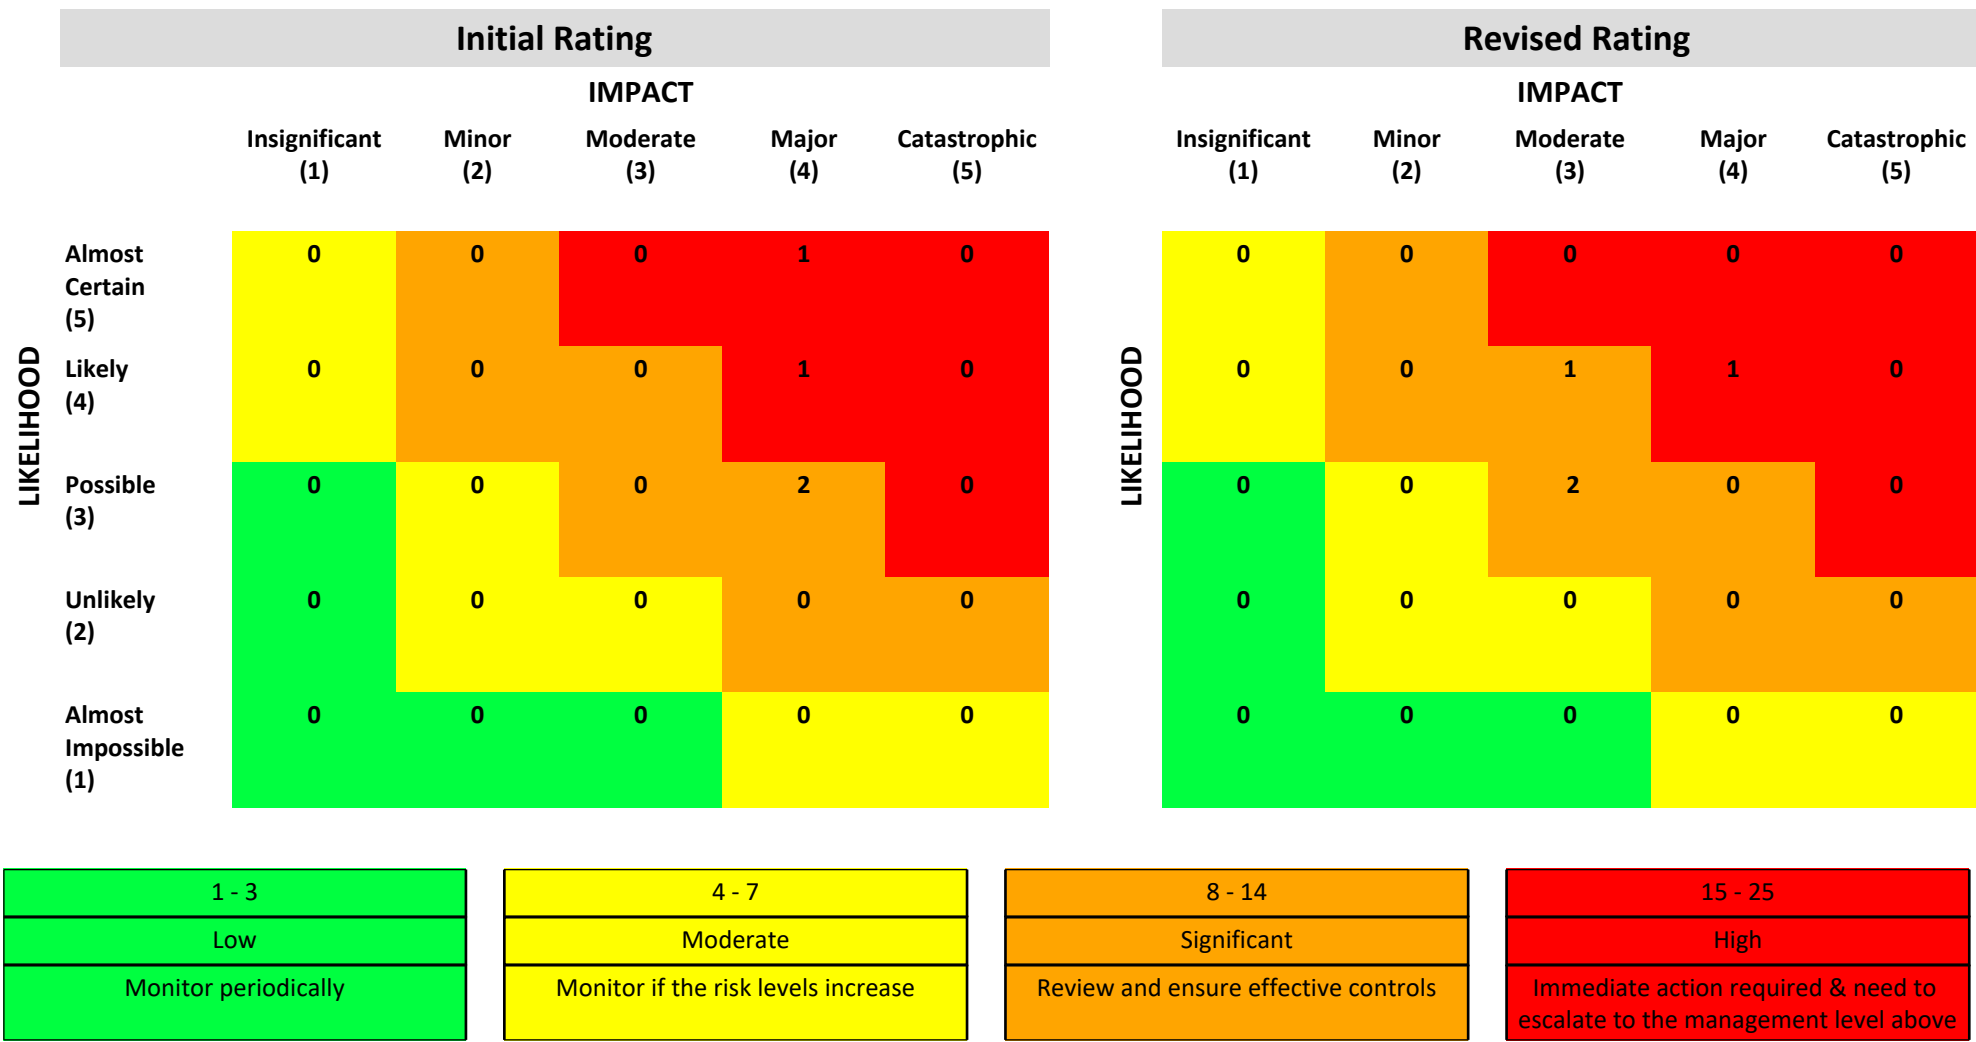 Initial Rating
IMPACT
Insignificant Minor Moderate Major Catastrophic
(1) (2) (3) (4) (5)
LIKELIHOOD
Almost 0 0 0 1 0
Certain
(5)
Likely 0 0 0 1 0
(4)
Possible 0 0 0 2 0
(3)
Unlikely 0 0 0 0 0
(2)
Almost 0 0 0 0 0
Impossible
(1)
Revised Rating
IMPACT
Insignificant Minor Moderate Major Catastrophic
(1) (2) (3) (4) (5)
LIKELIHOOD
0 0 0 0 0
0 0 1 1 0
0 0 2 0 0
0 0 0 0 0
0 0 0 0 0
1 - 3
Low
Monitor periodically
4 - 7
Moderate
Monitor if the risk levels increase
8 - 14
Significant
Review and ensure effective controls
15 - 25
High
Immediate action required & need to
escalate to the management level above